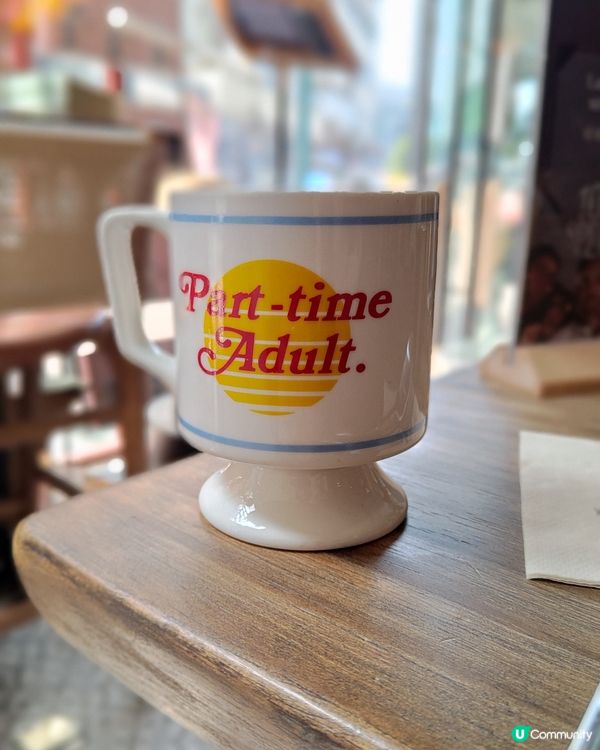 Part-time
Adult.
U Community